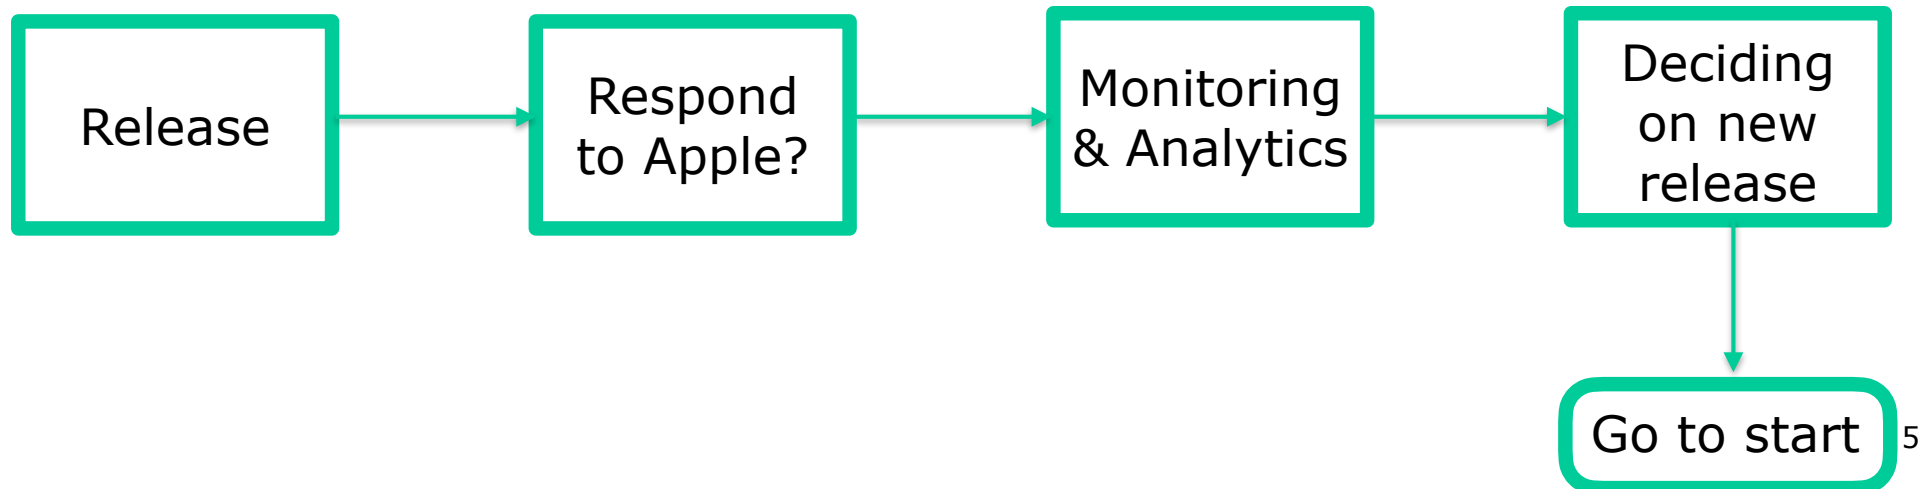 Release
Respond
to Apple?
Monitoring
& Analytics
Deciding
on new
release
Go to start
5